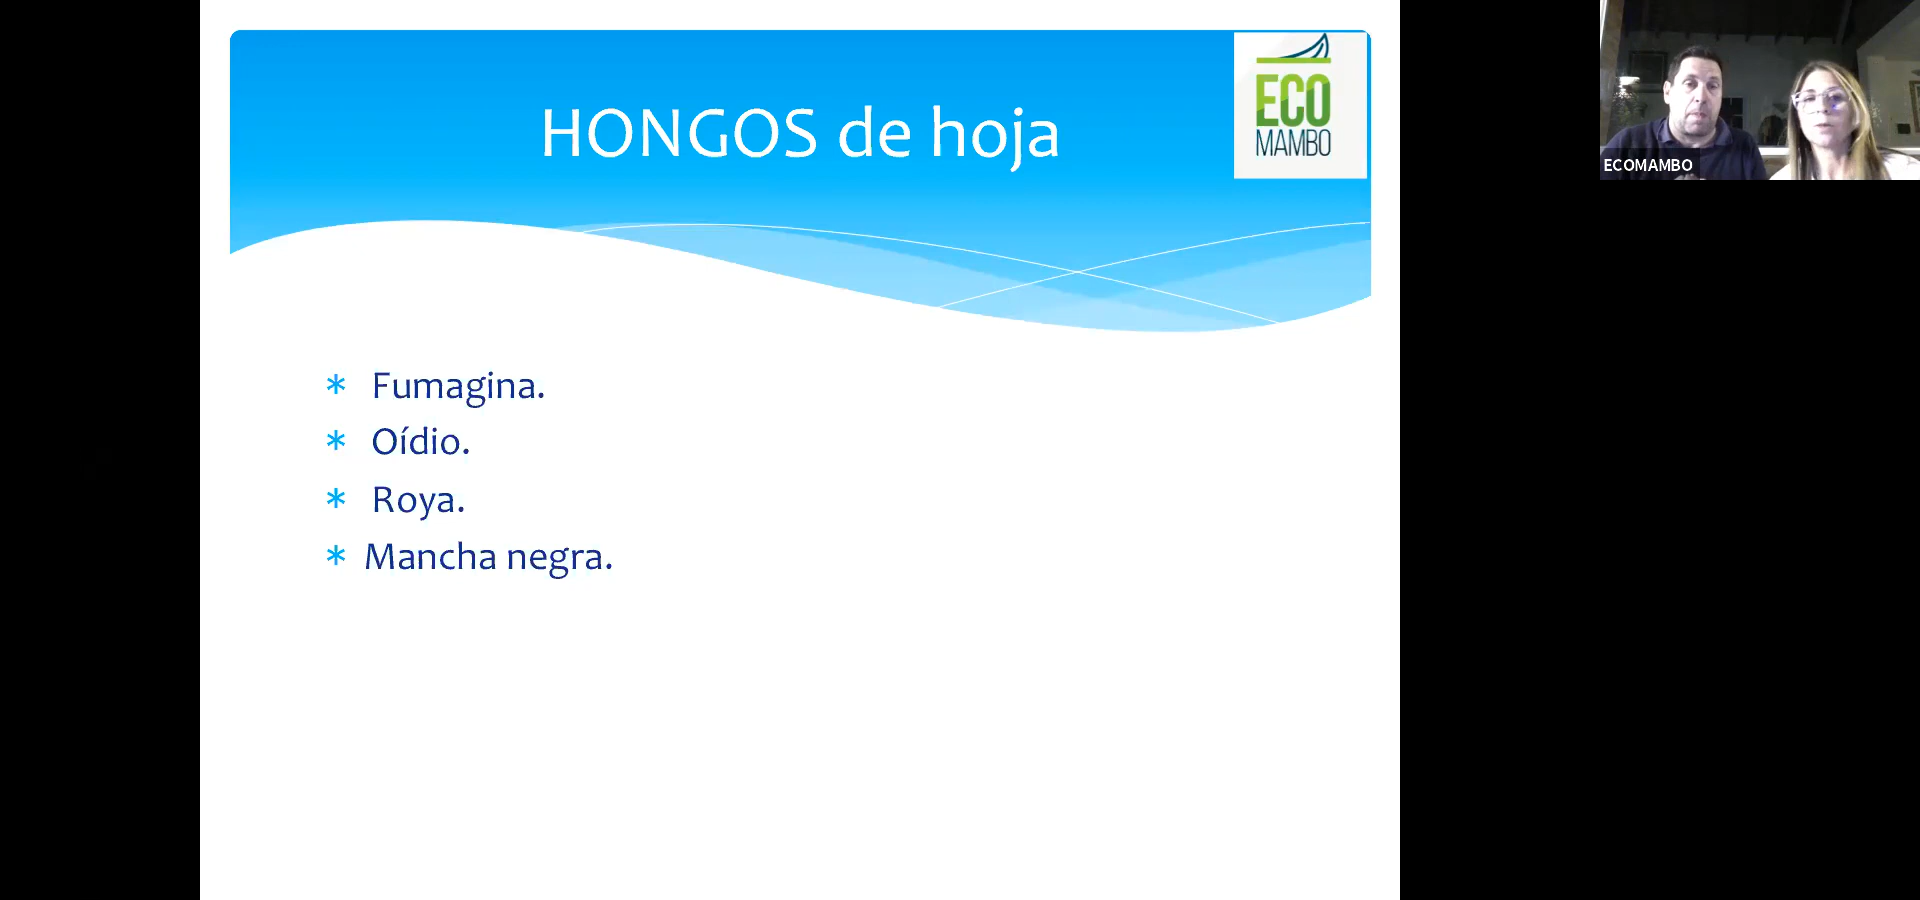 HONGOS de hoja
ECO
MAMBO
ECOMAMBO
* Fumagina.
* Oídio.
* Roya.
* Mancha negra.